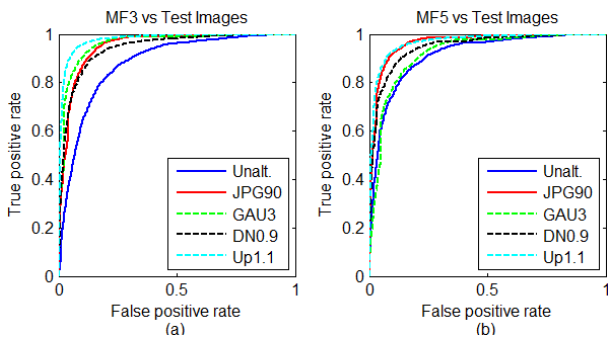 MF3 vs Test Images
1
0.8
0.6
0.4
0.2
0
True positive rate
Unalt.
JPG90
GAU3
DN0.9
Up1.1
0
0.5
1
False positive rate
(a)
MF5 vs Test Images
1
0.8
0.6
0.4
0.2
0
True positive rate
Unalt.
JPG90
GAU3
DN0.9
Up1.1
0
0.5
1
False positive rate
(b)